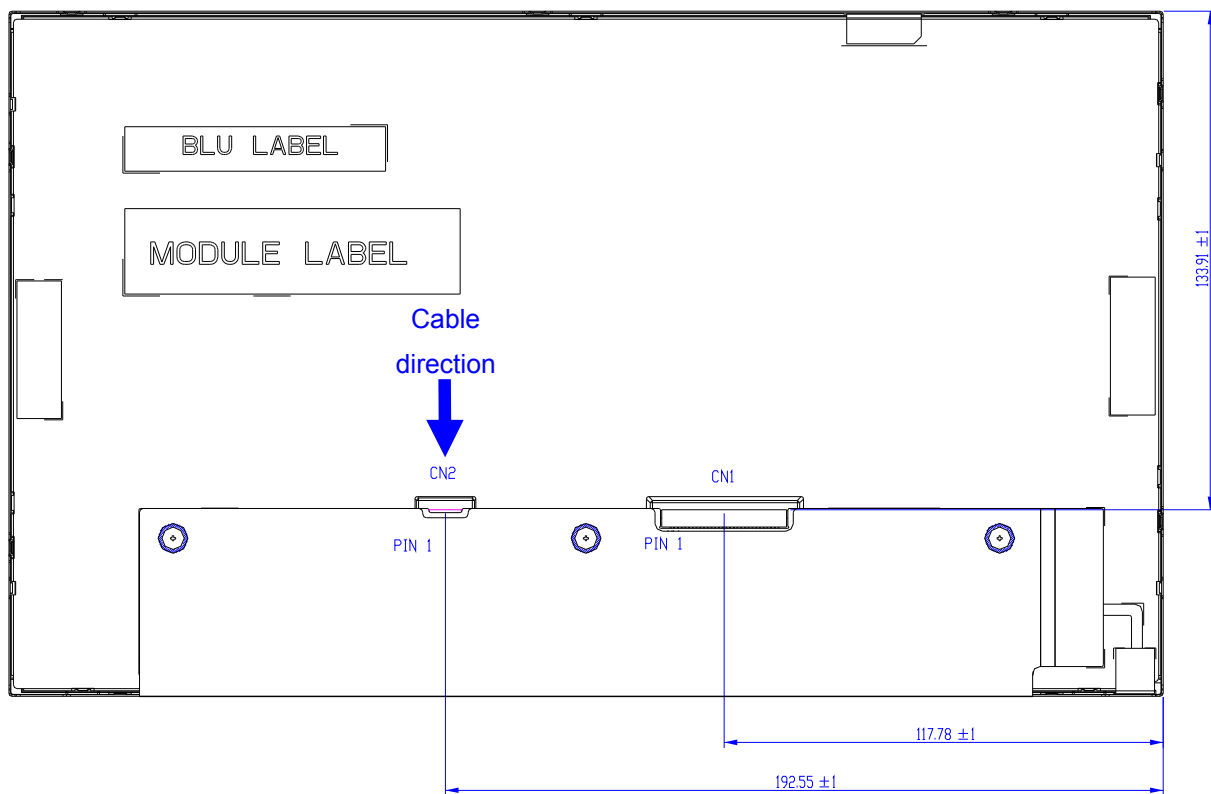 BLU LABEL
MODULE LABEL
133.91 ±1
Cable
direction
CN2
CN1
PIN 1
PIN 1
117.78 ±1
192.55 ±1